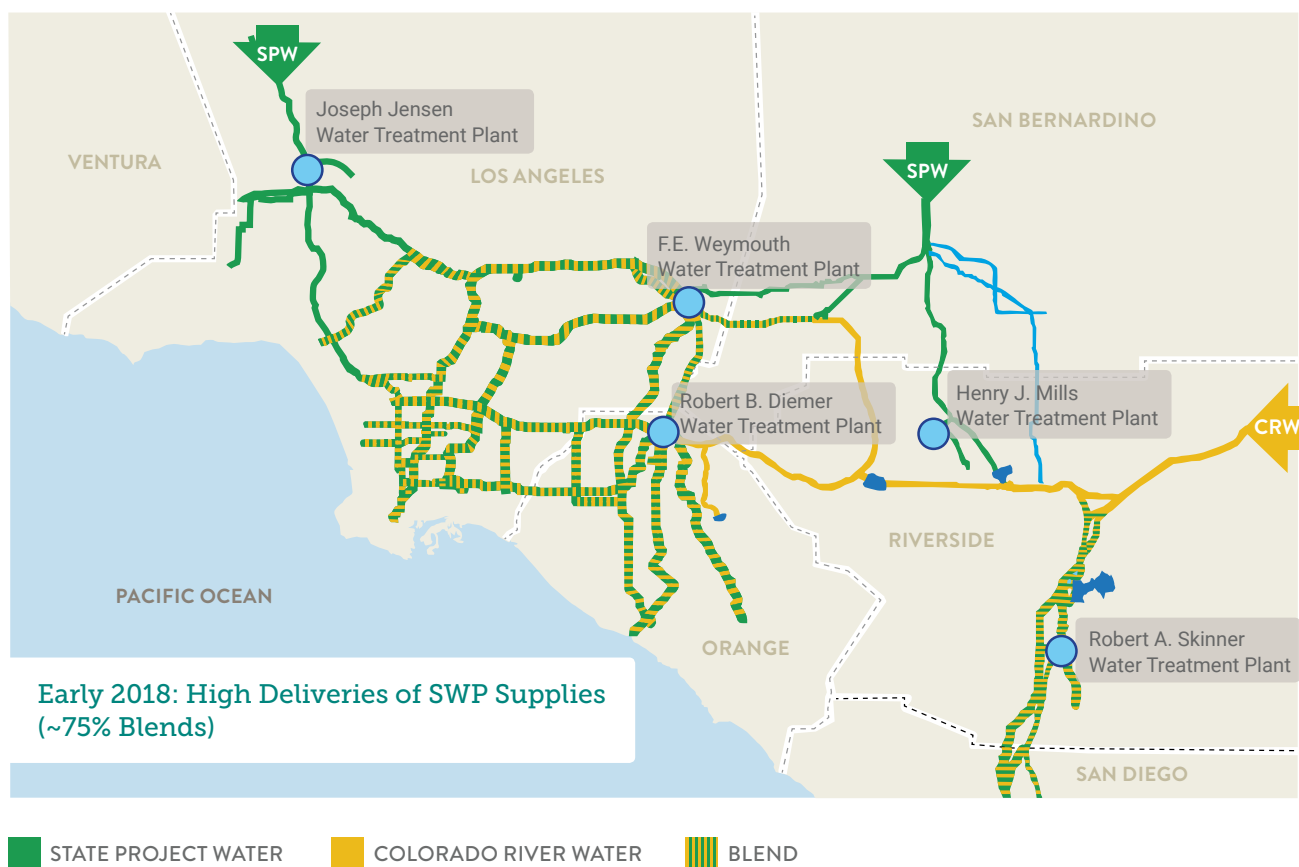 SPW
Joseph Jensen
Water Treatment Plant
SAN BERNARDINO
VENTURA
LOS ANGELES
SPW
F.E. Weymouth
Water Treatment Plant
Robert B. Diemer
Water Treatment Plant
Henry J. Mills
Water Treatment Plant
CRW
RIVERSIDE
PACIFIC OCEAN
ORANGE
Robert A. Skinner
Water Treatment Plant
Early 2018: High Deliveries of SWP Supplies
(~75% Blends)
SAN DIEGO
STATE PROJECT WATER
COLORADO RIVER WATER
BLEND